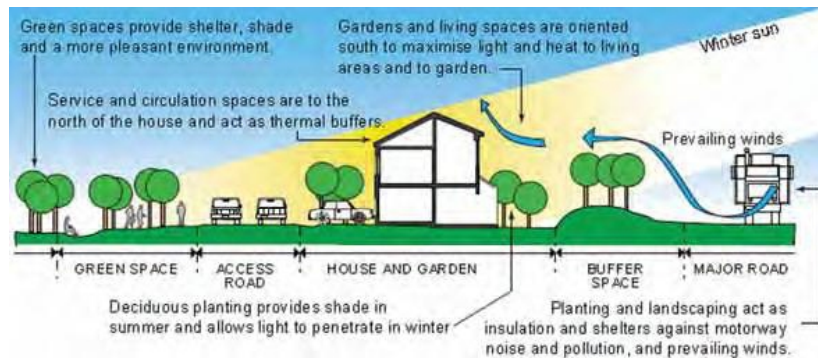 Green spaces provide shelter, shade
and a more pleasant environment.
Gardens and living spaces are oriented
south to maximise light and heat to living
areas and to garden.
Winter sun
Service and circulation spaces are to the
north of the house and act as thermal buffers.
Prevailing winds
GREEN SPACE
ACCESS
ROAD
HOUSE AND GARDEN
BUFFER
SPACE
MAJOR ROAD
Deciduous planting provides shade in
summer and allows light to penetrate in winter
Planting and landscaping act as
insulation and shelters against motorway
noise and pollution, and prevailing winds.